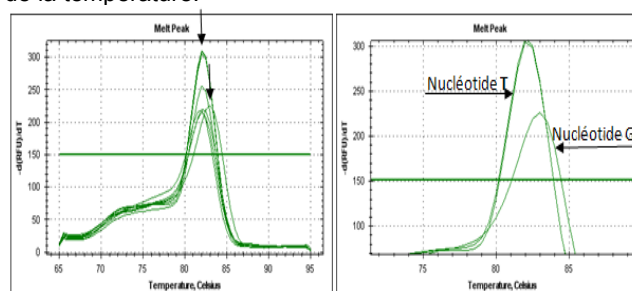 de la température.
Melt Peak
300
250
200
150
100
50
0
-d(RFU)/dT
65
70
75
80
85
90
95
Temperature, Celsius
Melt Peak
300
250
200
150
100
-d(RFU)/dT
Nucléotide T
Nucléotide G
75
80
85
Temperature, Celsius